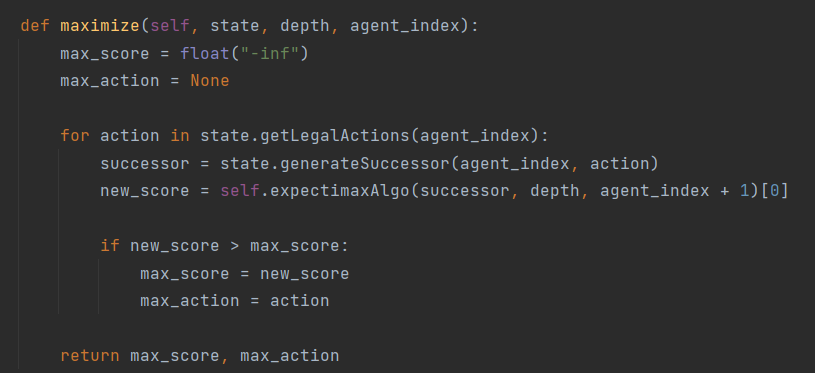 def maximize(self, state, depth, agent_index):
    max_score = float("-inf")
    max_action = None
    for action in state.getLegalActions(agent_index):
        successor = state.generateSuccessor(agent_index, action)
        new_score = self.expectimaxAlgo(successor, depth, agent_index + 1)[0]
        if new_score > max_score:
            max_score = new_score
            max_action = action
    return max_score, max_action